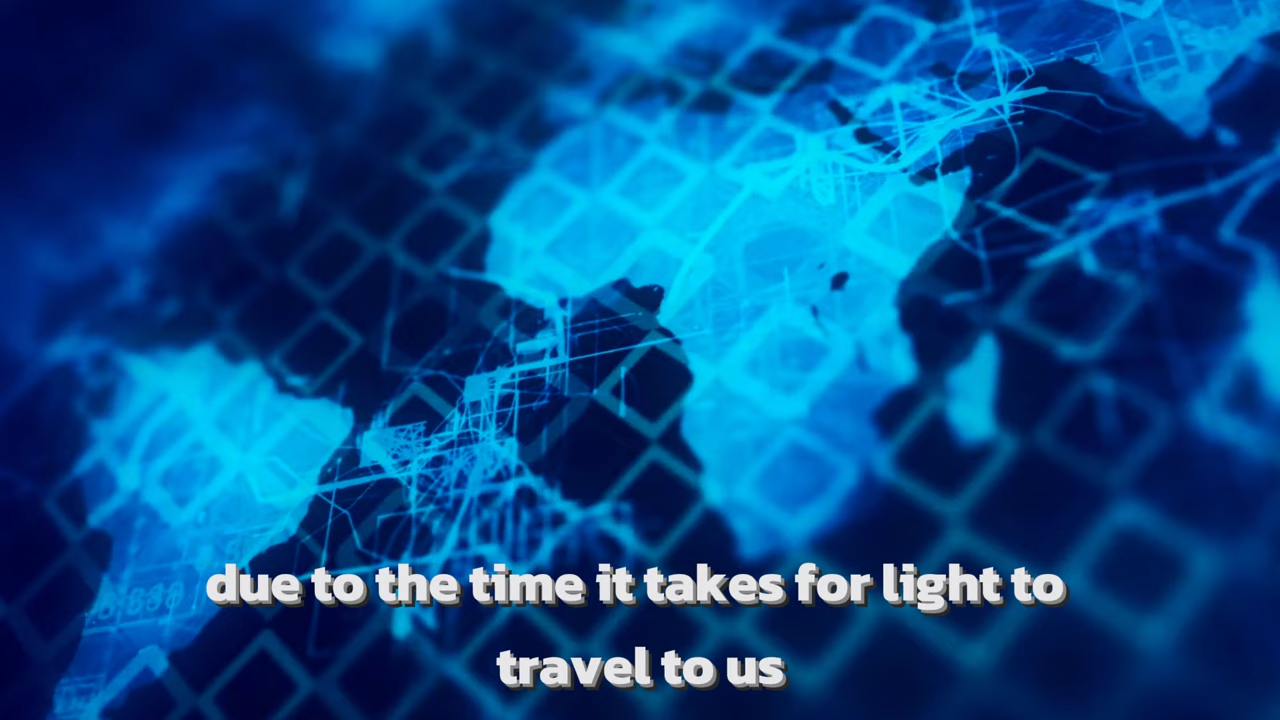 due to the time it takes for light to
travel to us